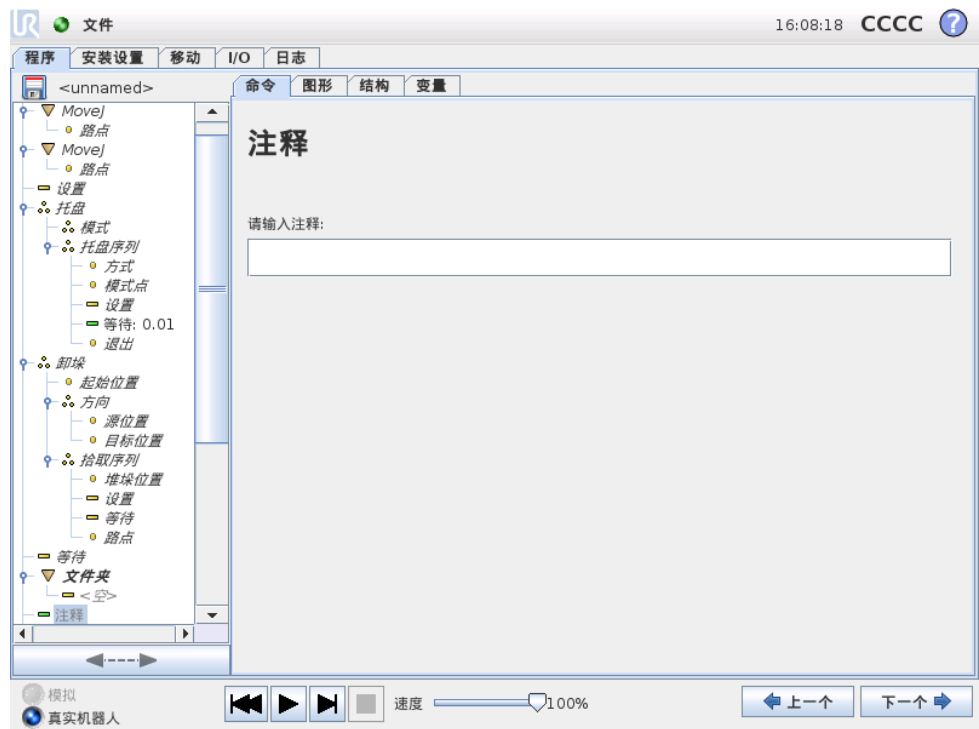 UR 文件 16:08:18 CCCC ?
程序 安装设置 移动 I/O 日志
<unnamed>
命令 图形 结构 变量
MoveJ
路点
MoveJ
路点
设置
托盘
模式
托盘序列
方式
模式点
设置
等待: 0.01
退出
卸垛
起始位置
方向
源位置
目标位置
拾取序列
堆垛位置
设置
等待
路点
等待
文件夹
<空>
注释
注释
请输入注释:
模拟
真实机器人
速度 100%
上一个 下一个